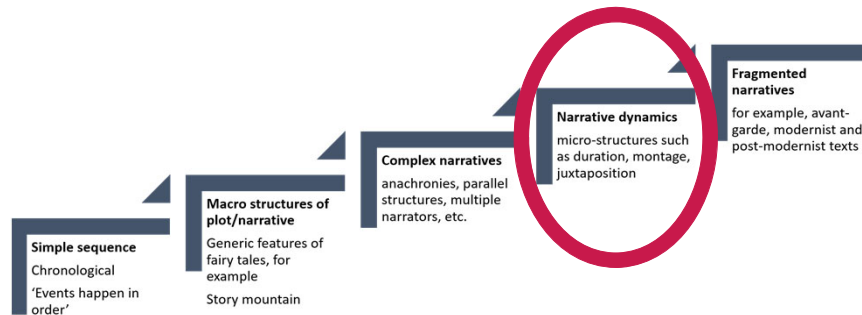 Simple sequence
Chronological
‘Events happen in
order’
Macro structures of
plot/narrative
Generic features of
fairy tales, for
example
Story mountain
Complex narratives
anachronies, parallel
structures, multiple
narrators, etc.
Narrative dynamics
micro-structures such
as duration, montage,
juxtaposition
Fragmented
narratives
for example, avant-
garde, modernist and
post-modernist texts